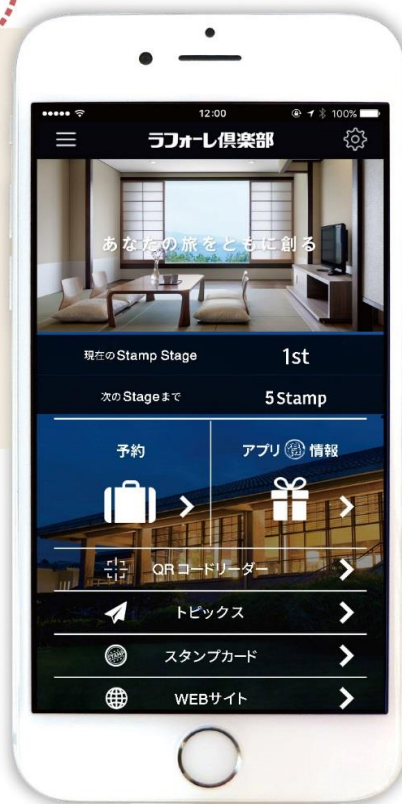 12:00 100%
ラフォーレ倶楽部
あなたの旅をともに創る
現在のStamp Stage 1st
次のStageまで 5Stamp
予約 アプリ得情報
QRコードリーダー
トピックス
スタンプカード
WEBサイト